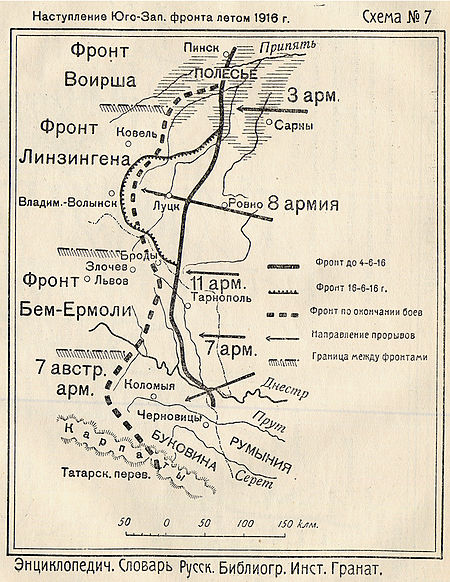 Наступление Юго-Зап. фронта летом 1916 г.
Схема № 7
Фронт
Воирша
Пинск
Припять
ПОЛЕСЬЕ
3 арм.
Сарны
Фронт
Линзингена
Ковель
Владим.-Волынск
Луцк
Ровно
8 армия
Броды
Злочев
Львов
Фронт
Бем-Ермоли
11 арм.
Тарнополь
7 арм.
7 австр.
арм.
Фронт до 4-6-16
Фронт 16-6-16 г.
Фронт по окончании боев
Направление прорывов
Граница между фронтами
Днестр
Коломыя
Прут
Черновицы
Карпаты
БУКОВИНА
РУМЫНИЯ
Серет
Татарск. перев.
50 0 50 100 150 клм.
Энциклопедич. Словарь Русск. Библиогр. Инст. Гранат.